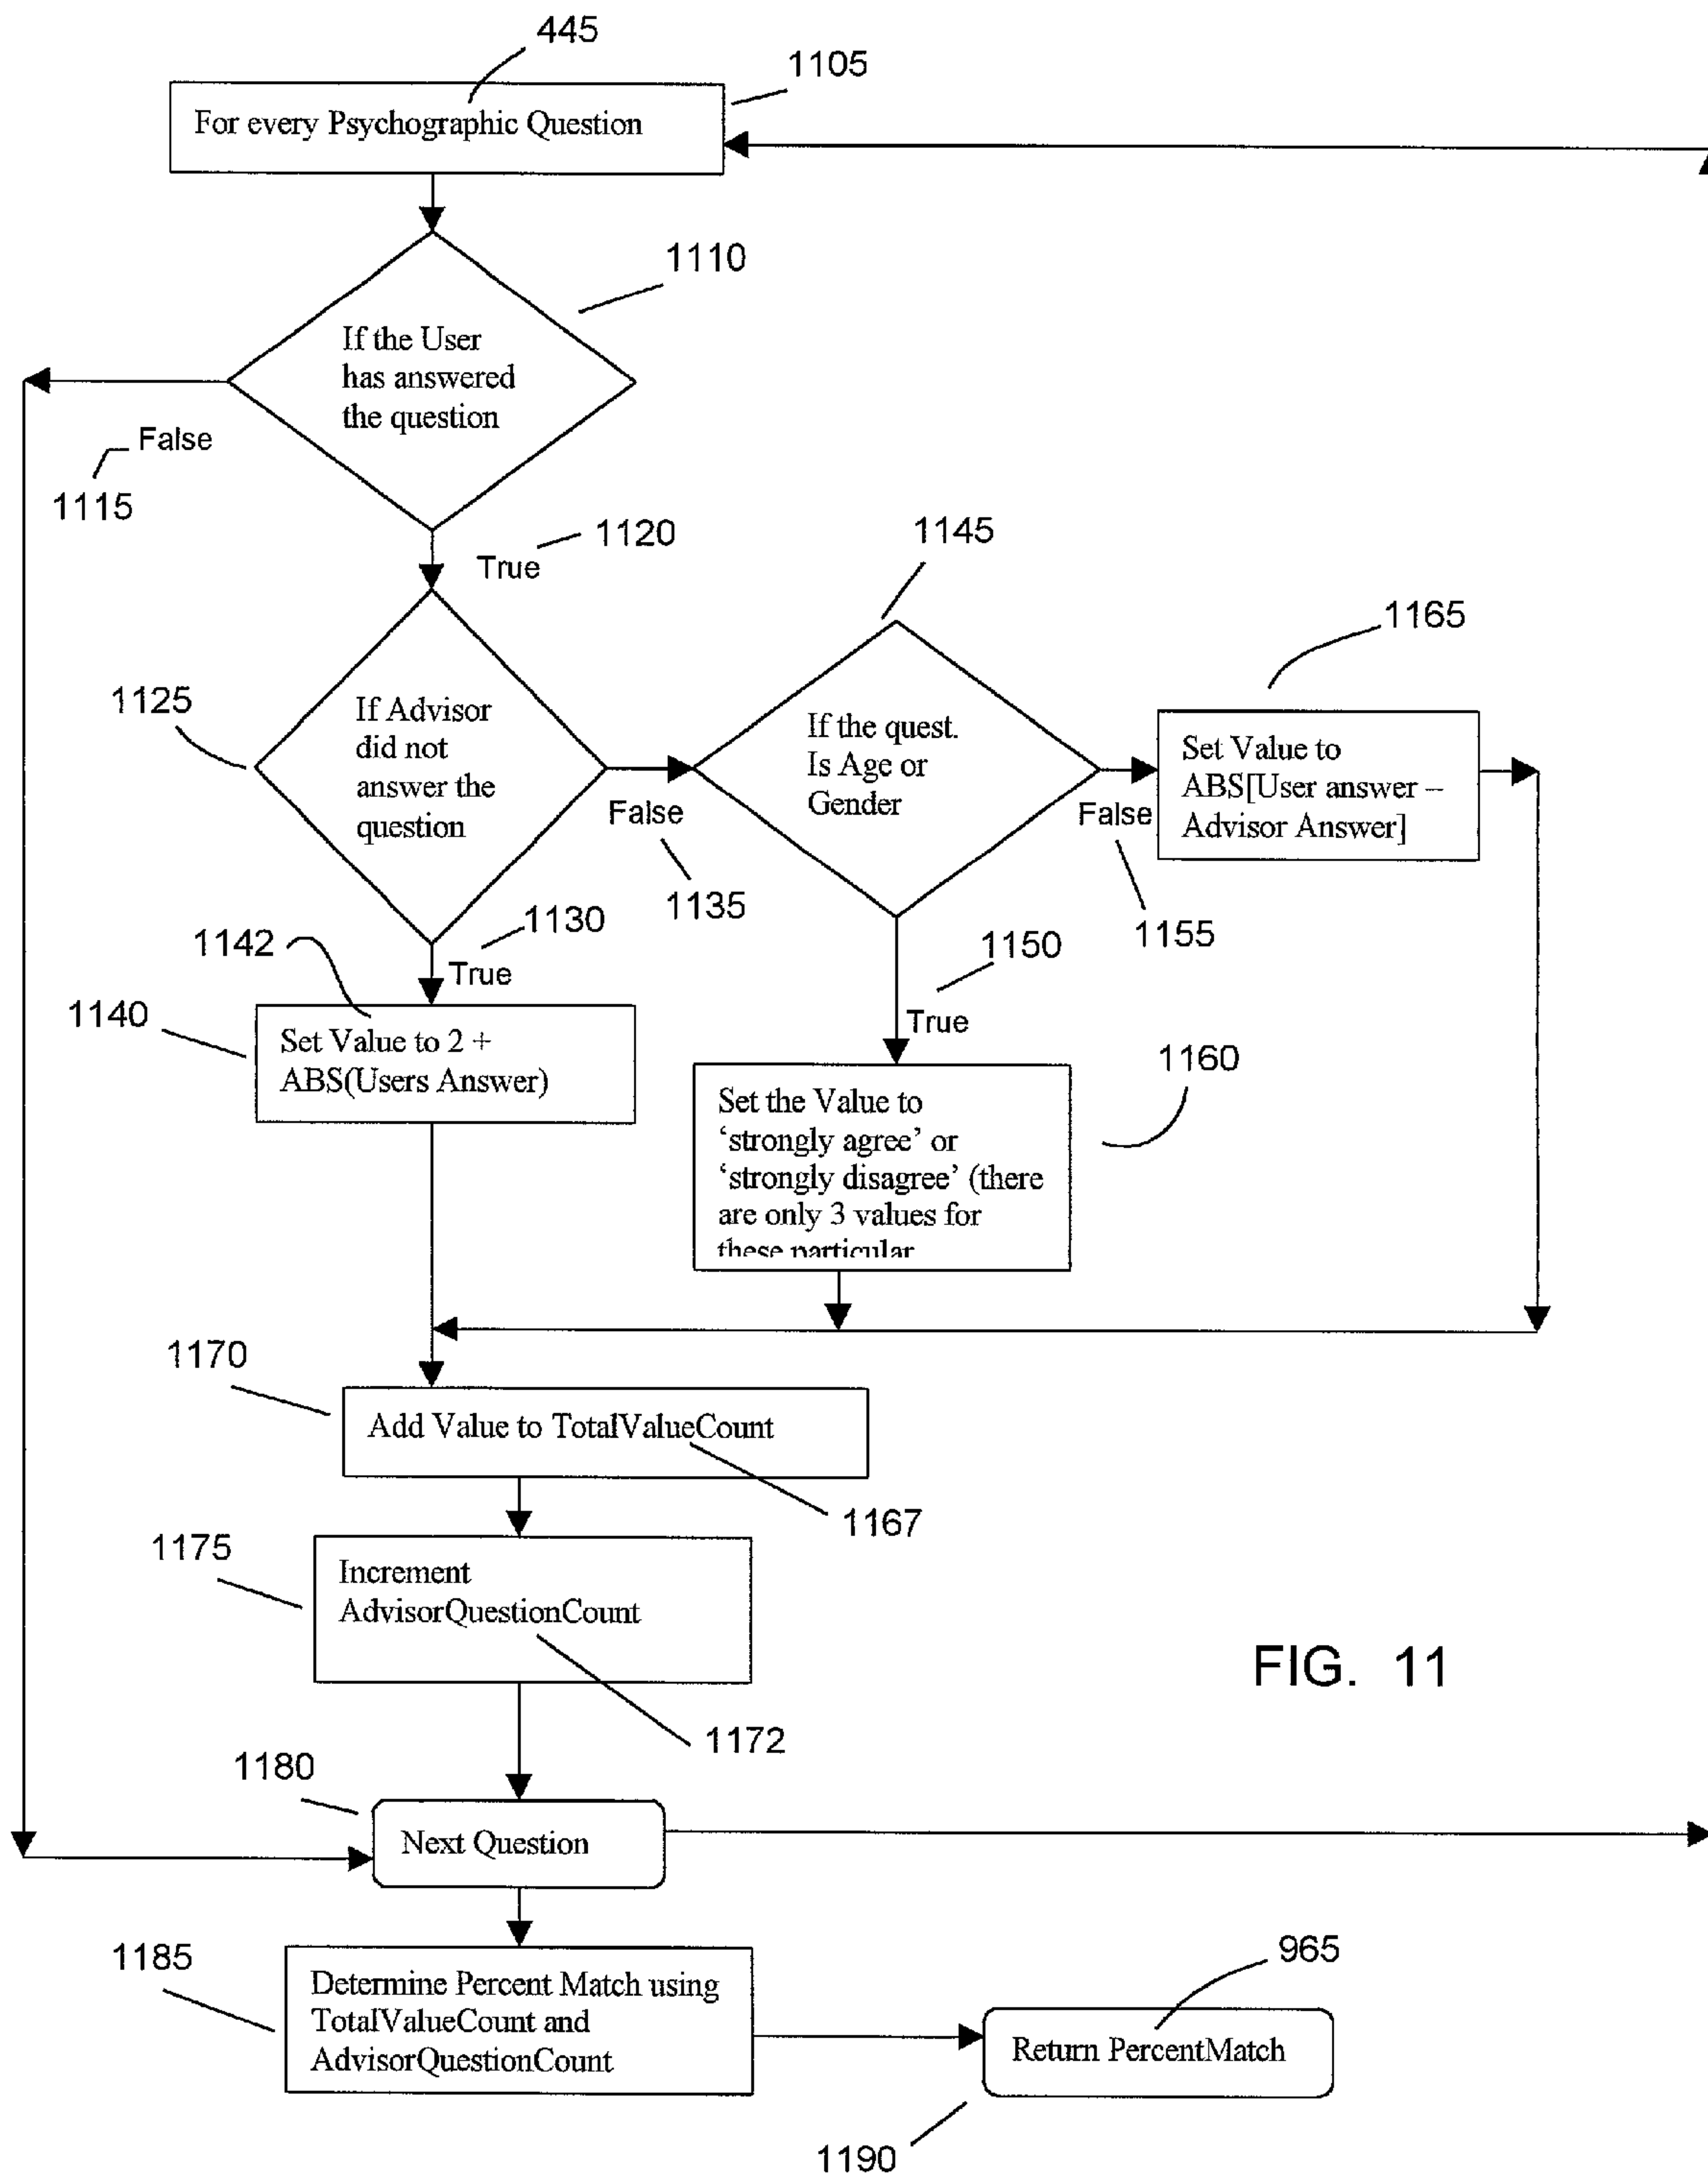 445
1105
For every Psychographic Question
1110
If the User
has answered
the question
False
1115
1120
True
1145
1165
1125
If Advisor
did not
answer the
question
If the quest.
Is Age or
Gender
Set Value to
ABS[User answer –
Advisor Answer]
False
False
1135
1155
1130
1142
True
1150
1140
True
Set Value to 2 +
ABS(Users Answer)
1160
Set the Value to
‘strongly agree’ or
‘strongly disagree’ (there
are only 3 values for
these particular
1170
Add Value to TotalValueCount
1167
1175
Increment
AdvisorQuestionCount
FIG. 11
1172
1180
Next Question
1185
965
Determine Percent Match using
TotalValueCount and
AdvisorQuestionCount
Return PercentMatch
1190